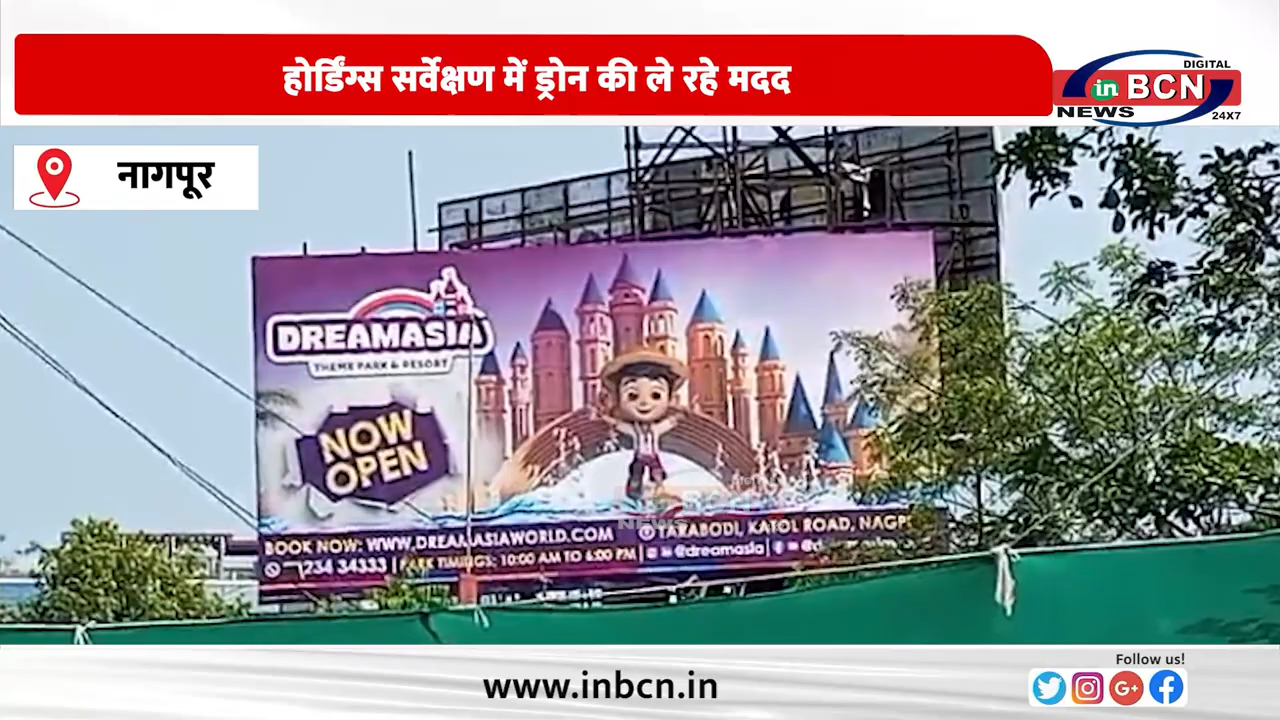 होर्डिंग्स सर्वेक्षण में ड्रोन की ले रहे मदद
DIGITAL
in BCN
NEWS
24X7
नागपूर
DREAMASIA
THEME PARK & RESORT
NOW
OPEN
BOOK NOW: WWW.DREAMASIAWORLD.COM
TARABODI, KATOL ROAD,
234 34333 | PARK TIMINGS: 10:00 AM TO 6:00 PM | @dreamasia |
NEWS
www.inbcn.in
Follow us!